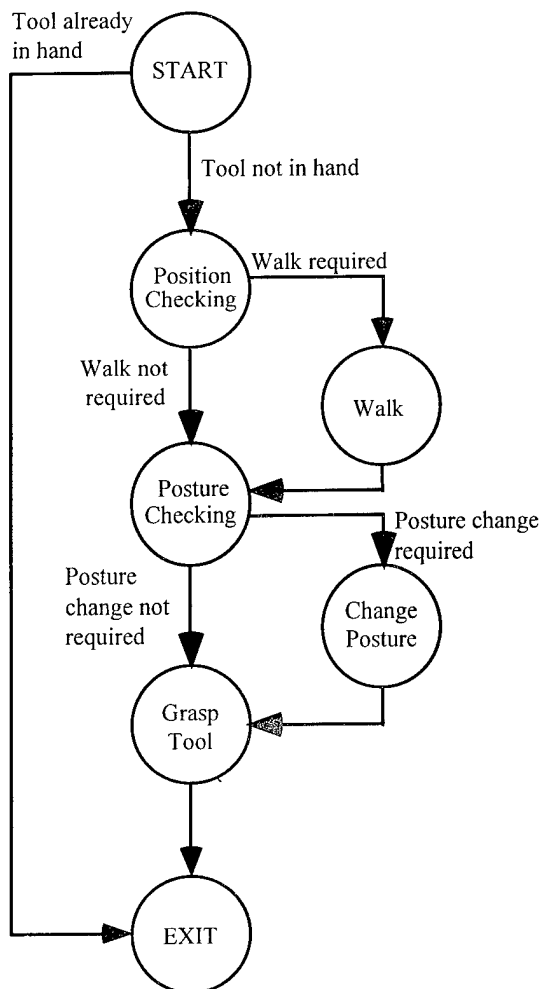 Tool already
in hand
START
Tool not in hand
Position
Checking
Walk required
Walk not
required
Walk
Posture
Checking
Posture change
required
Posture
change not
required
Change
Posture
Grasp
Tool
EXIT